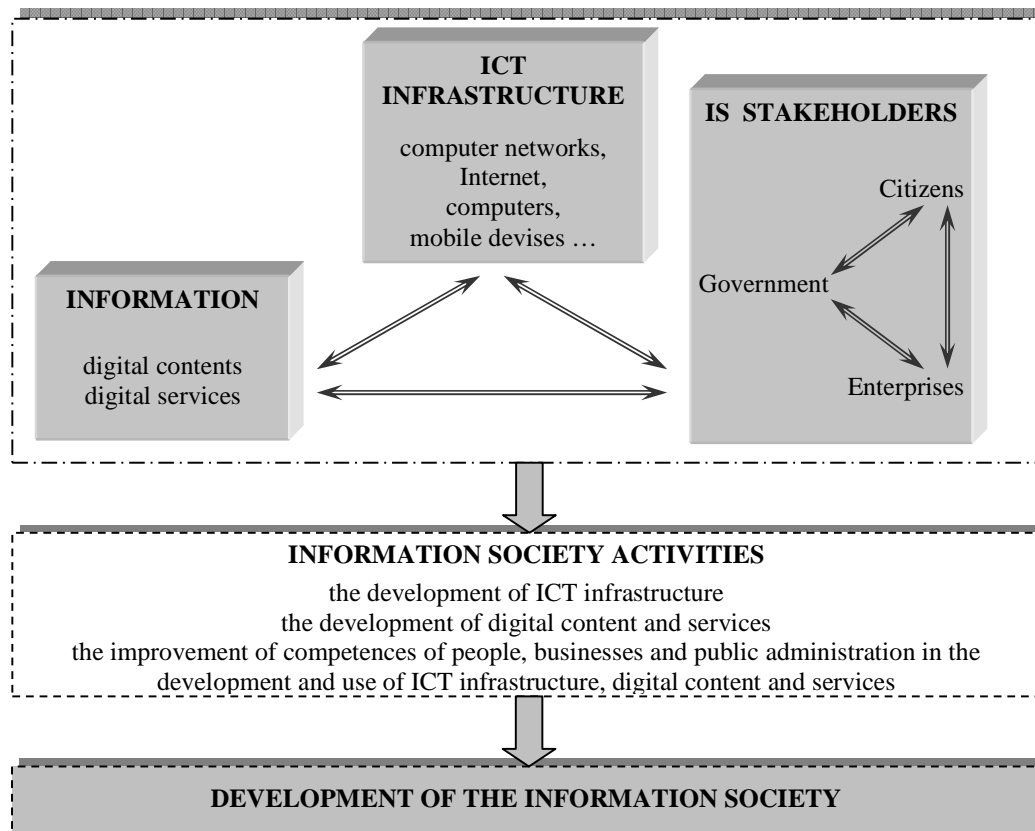 ICT
INFRASTRUCTURE
computer networks,
Internet,
computers,
mobile devises …
IS STAKEHOLDERS
Citizens
Government
Enterprises
INFORMATION
digital contents
digital services
INFORMATION SOCIETY ACTIVITIES
the development of ICT infrastructure
the development of digital content and services
the improvement of competences of people, businesses and public administration in the
development and use of ICT infrastructure, digital content and services
DEVELOPMENT OF THE INFORMATION SOCIETY